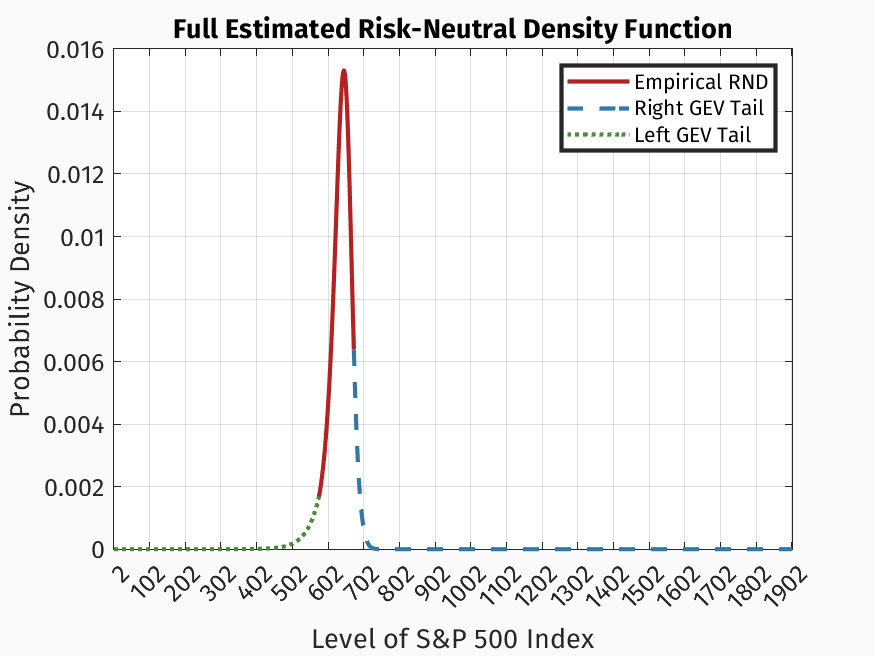 Full Estimated Risk-Neutral Density Function
0.016
0.014
0.012
0.01
0.008
0.006
0.004
0.002
0
Probability Density
Empirical RND
Right GEV Tail
Left GEV Tail
2 102 202 302 402 502 602 702 802 902 1002 1102 1202 1302 1402 1502 1602 1702 1802 1902
Level of S&P 500 Index